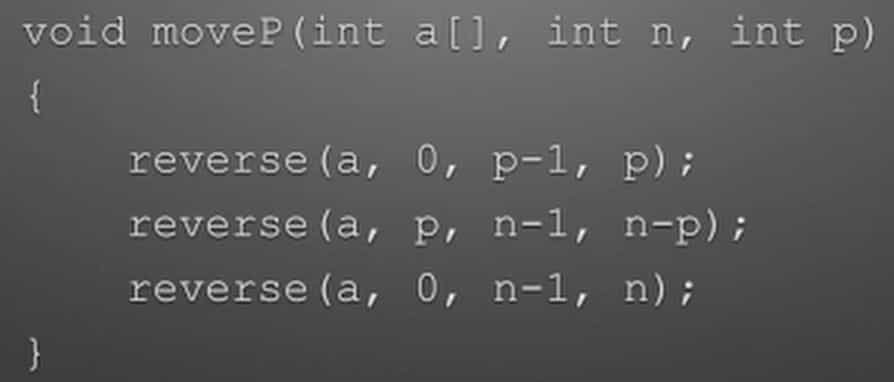 void moveP(int a[], int n, int p)
{
reverse(a, 0, p-1, p);
reverse(a, p, n-1, n-p);
reverse(a, 0, n-1, n);
}